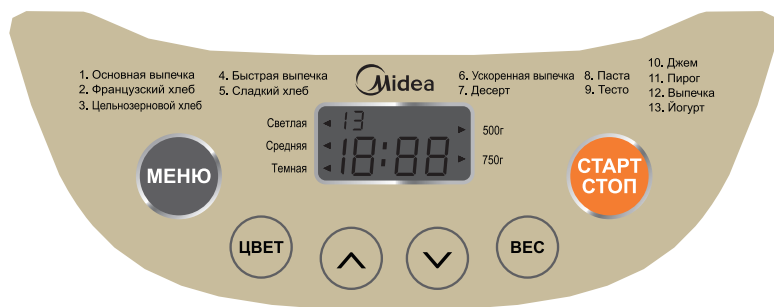 1. Основная выпечка
2. Французский хлеб
3. Цельнозерновой хлеб
4. Быстрая выпечка
5. Сладкий хлеб
Midea
6. Ускоренная выпечка
7. Десерт
8. Паста
9. Тесто
10. Джем
11. Пирог
12. Выпечка
13. Йогурт
Светлая
Средняя
Темная
13
18:88
500г
750г
МЕНЮ
СТАРТ
СТОП
ЦВЕТ
ВЕС